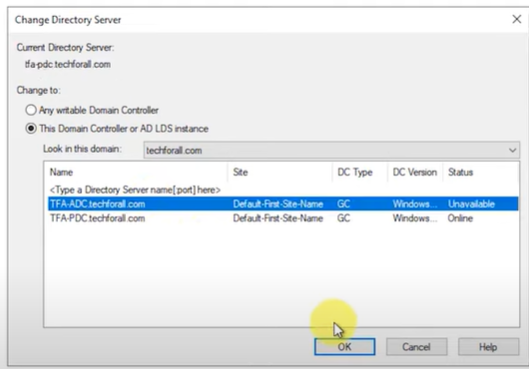 Change Directory Server
Current Directory Server:
tfa-pdc.techforall.com
Change to:
Any writable Domain Controller
This Domain Controller or AD LDS instance
Look in this domain: techforall.com
Name Site DC Type DC Version Status
<Type a Directory Server name[:port] here>
TFA-ADC.techforall.com Default-First-Site-Name GC Windows... Unavailable
TFA-PDC.techforall.com Default-First-Site-Name GC Windows... Online
OK Cancel Help